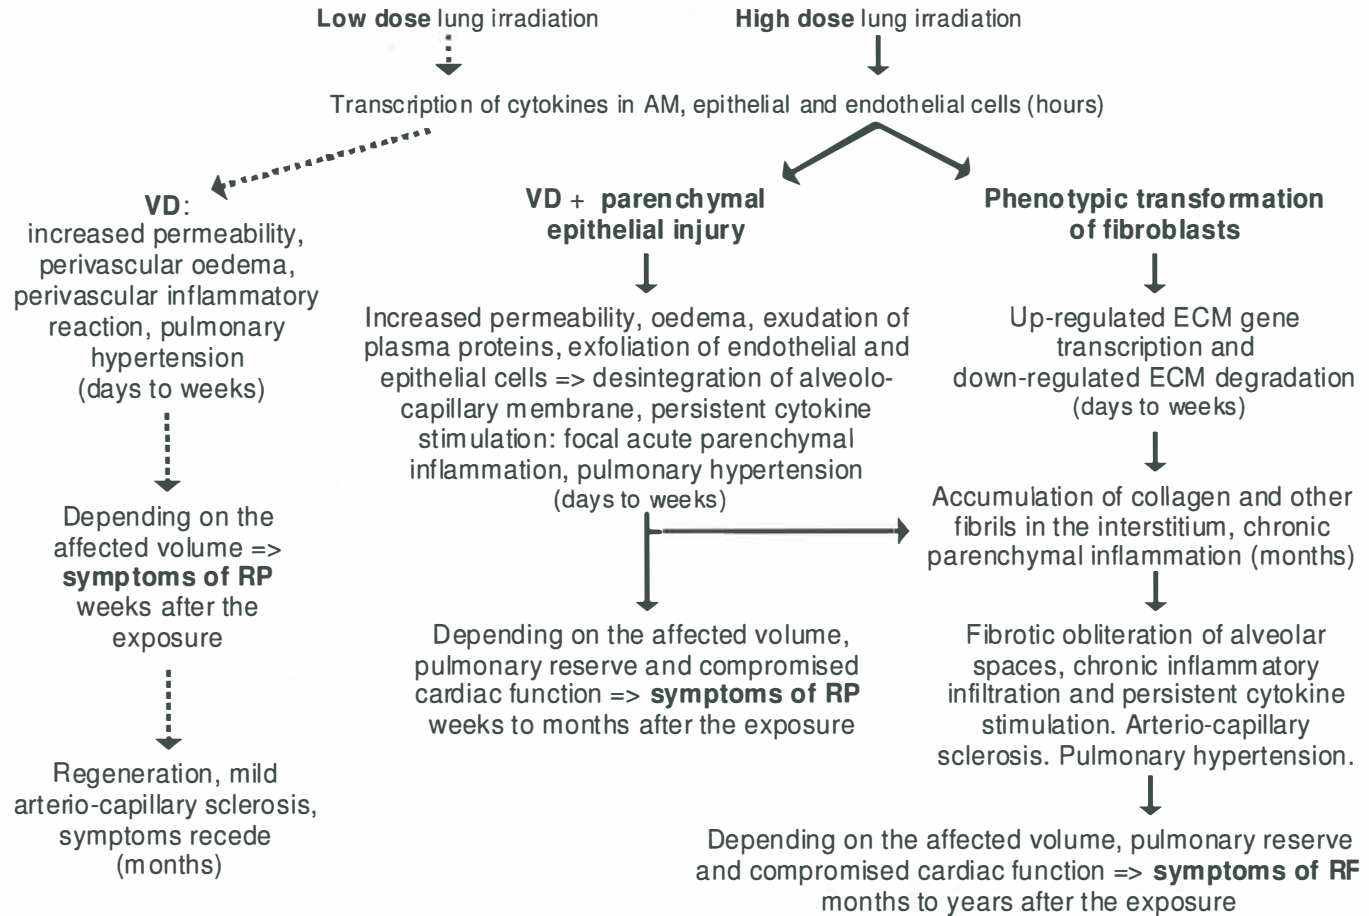 Low dose lung irradiation
High dose lung irradiation
Transcription of cytokines in AM, epithelial and endothelial cells (hours)
VD:
increased permeability,
perivascular oedema,
perivascular inflammatory
reaction, pulmonary
hypertension
(days to weeks)
Depending on the
affected volume =>
symptoms of RP
weeks after the
exposure
Regeneration, mild
arterio-capillary sclerosis,
symptoms recede
(months)
VD + parenchymal
epithelial injury
Increased permeability, oedema, exudation of
plasma proteins, exfoliation of endothelial and
epithelial cells => desintegration of alveolo-
capillary membrane, persistent cytokine
stimulation: focal acute parenchymal
inflammation, pulmonary hypertension
(days to weeks)
Depending on the affected volume,
pulmonary reserve and compromised
cardiac function => symptoms of RP
weeks to months after the exposure
Phenotypic transformation
of fibroblasts
Up-regulated ECM gene
transcription and
down-regulated ECM degradation
(days to weeks)
Accumulation of collagen and other
fibrils in the interstitium, chronic
parenchymal inflammation (months)
Fibrotic obliteration of alveolar
spaces, chronic inflammatory
infiltration and persistent cytokine
stimulation. Arterio-capillary
sclerosis. Pulmonary hypertension.
Depending on the affected volume, pulmonary reserve
and compromised cardiac function => symptoms of RF
months to years after the exposure